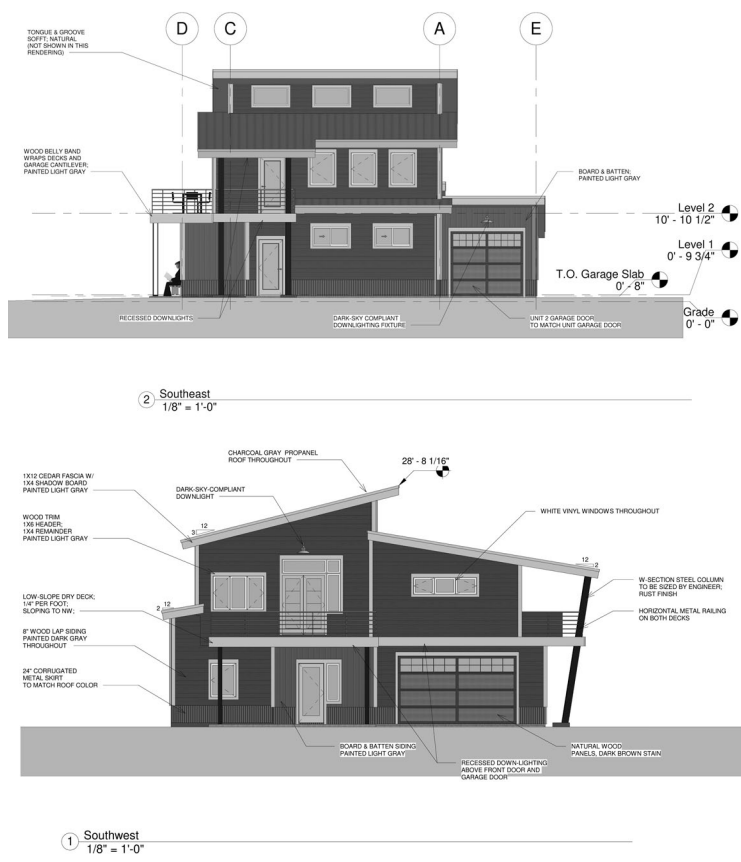 D
C
A
E
TONGUE & GROOVE
SOFFT; NATURAL
(NOT SHOWN IN THIS
RENDERING)
WOOD BELLY BAND
WRAPS DECKS AND
GARAGE CANTILEVER;
PAINTED LIGHT GRAY
BOARD & BATTEN;
PAINTED LIGHT GRAY
Level 2
10' - 10 1/2"
Level 1
0' - 9 3/4"
T.O. Garage Slab
0' - 8"
Grade
0' - 0"
RECESSED DOWNLIGHTS
DARK-SKY COMPLIANT
DOWNLIGHTING FIXTURE
UNIT 2 GARAGE DOOR
TO MATCH UNIT GARAGE DOOR
2
Southeast
1/8" = 1'-0"
CHARCOAL GRAY PROPANEL
ROOF THROUGHOUT
28' - 8 1/16"
1X12 CEDAR FASCIA W/
1X4 SHADOW BOARD
PAINTED LIGHT GRAY
DARK-SKY-COMPLIANT
DOWNLIGHT
WHITE VINYL WINDOWS THROUGHOUT
WOOD TRIM
1X6 HEADER;
1X4 REMAINDER
PAINTED LIGHT GRAY
12
3
12
2
W-SECTION STEEL COLUMN
TO BE SIZED BY ENGINEER;
RUST FINISH
LOW-SLOPE DRY DECK;
1/4" PER FOOT;
SLOPING TO NW;
12
2
HORIZONTAL METAL RAILING
ON BOTH DECKS
8" WOOD LAP SIDING
PAINTED DARK GRAY
THROUGHOUT
24" CORRUGATED
METAL SKIRT
TO MATCH ROOF COLOR
BOARD & BATTEN SIDING
PAINTED LIGHT GRAY
RECESSED DOWN-LIGHTING
ABOVE FRONT DOOR AND
GARAGE DOOR
NATURAL WOOD
PANELS, DARK BROWN STAIN
1
Southwest
1/8" = 1'-0"